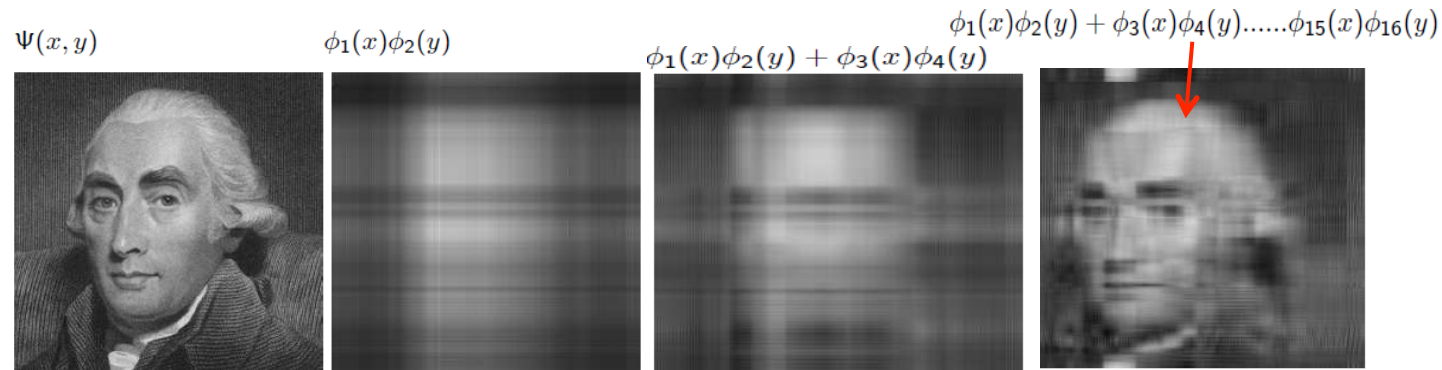 Ψ(x, y)
ϕ₁(x)ϕ₂(y)
ϕ₁(x)ϕ₂(y) + ϕ₃(x)ϕ₄(y)
ϕ₁(x)ϕ₂(y) + ϕ₃(x)ϕ₄(y)......ϕ₁₅(x)ϕ₁₆(y)